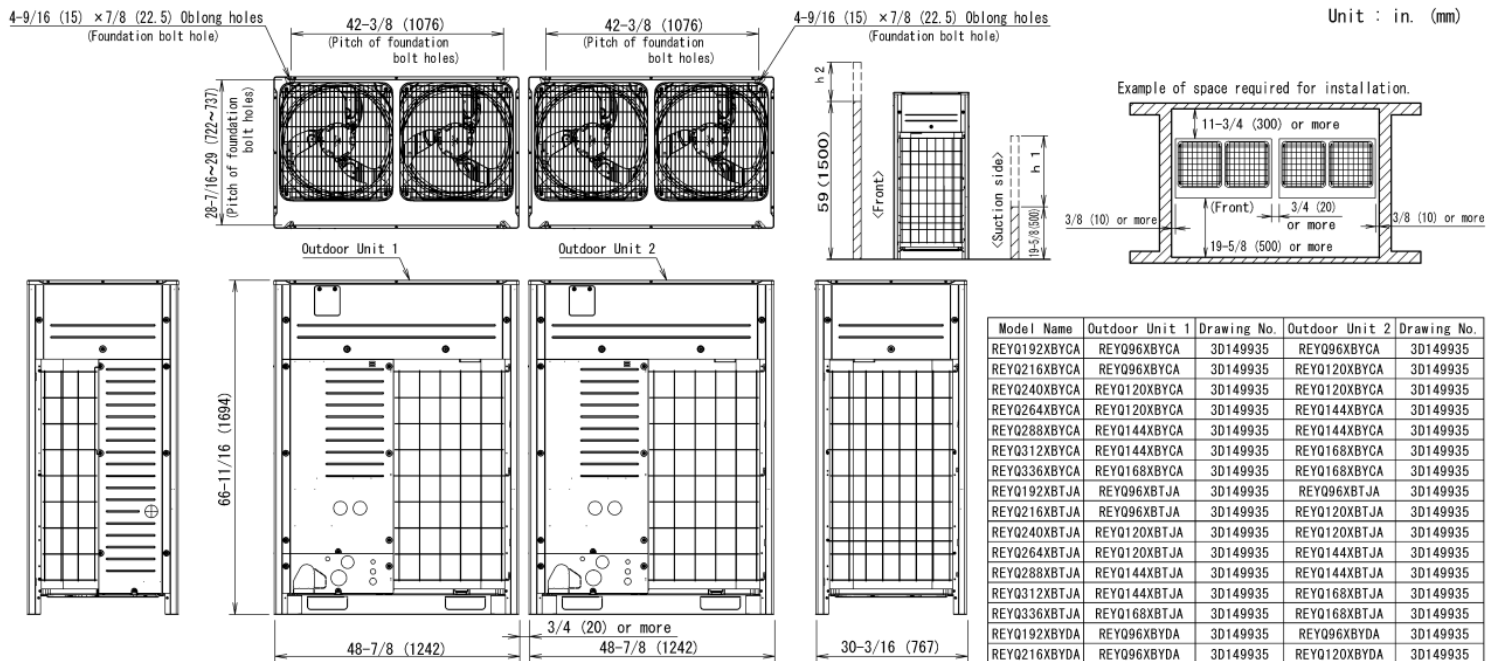 4-9/16 (15) ×7/8 (22.5) Oblong holes
(Foundation bolt hole)
42-3/8 (1076)
(Pitch of foundation
bolt holes)
42-3/8 (1076)
(Pitch of foundation
bolt holes)
4-9/16 (15) ×7/8 (22.5) Oblong holes
(Foundation bolt hole)
Unit : in. (mm)
28-7/16~29 (722~737)
(Pitch of foundation
bolt holes)
h2
59 (1500)
<Front>
<Suction side>
h1
19-5/8(500)
Example of space required for installation.
11-3/4 (300) or more
(Front)
3/4 (20)
or more
3/8 (10) or more
3/8 (10) or more
19-5/8 (500) or more
Outdoor Unit 1
Outdoor Unit 2
66-11/16 (1694)
3/4 (20) or more
48-7/8 (1242)
48-7/8 (1242)
30-3/16 (767)
Model Name Outdoor Unit 1 Drawing No. Outdoor Unit 2 Drawing No.
REYQ192XBYCA REYQ96XBYCA 3D149935 REYQ96XBYCA 3D149935
REYQ216XBYCA REYQ96XBYCA 3D149935 REYQ120XBYCA 3D149935
REYQ240XBYCA REYQ120XBYCA 3D149935 REYQ120XBYCA 3D149935
REYQ264XBYCA REYQ120XBYCA 3D149935 REYQ144XBYCA 3D149935
REYQ288XBYCA REYQ144XBYCA 3D149935 REYQ144XBYCA 3D149935
REYQ312XBYCA REYQ144XBYCA 3D149935 REYQ168XBYCA 3D149935
REYQ336XBYCA REYQ168XBYCA 3D149935 REYQ168XBYCA 3D149935
REYQ192XBTJA REYQ96XBTJA 3D149935 REYQ96XBTJA 3D149935
REYQ216XBTJA REYQ96XBTJA 3D149935 REYQ120XBTJA 3D149935
REYQ240XBTJA REYQ120XBTJA 3D149935 REYQ120XBTJA 3D149935
REYQ264XBTJA REYQ120XBTJA 3D149935 REYQ144XBTJA 3D149935
REYQ288XBTJA REYQ144XBTJA 3D149935 REYQ144XBTJA 3D149935
REYQ312XBTJA REYQ144XBTJA 3D149935 REYQ168XBTJA 3D149935
REYQ336XBTJA REYQ168XBTJA 3D149935 REYQ168XBTJA 3D149935
REYQ192XBYDA REYQ96XBYDA 3D149935 REYQ96XBYDA 3D149935
REYQ216XBYDA REYQ96XBYDA 3D149935 REYQ120XBYDA 3D149935